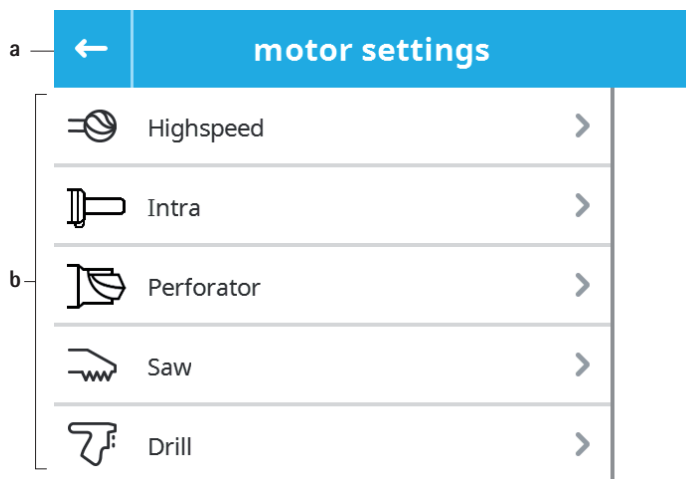 a
motor settings
b
Highspeed
Intra
Perforator
Saw
Drill